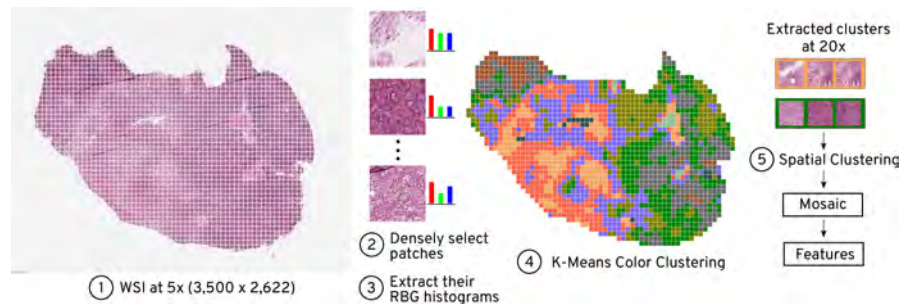 1 WSI at 5x (3,500 x 2,622)
2 Densely select
patches
3 Extract their
RBG histograms
4 K-Means Color Clustering
Extracted clusters
at 20x
5 Spatial Clustering
Mosaic
Features